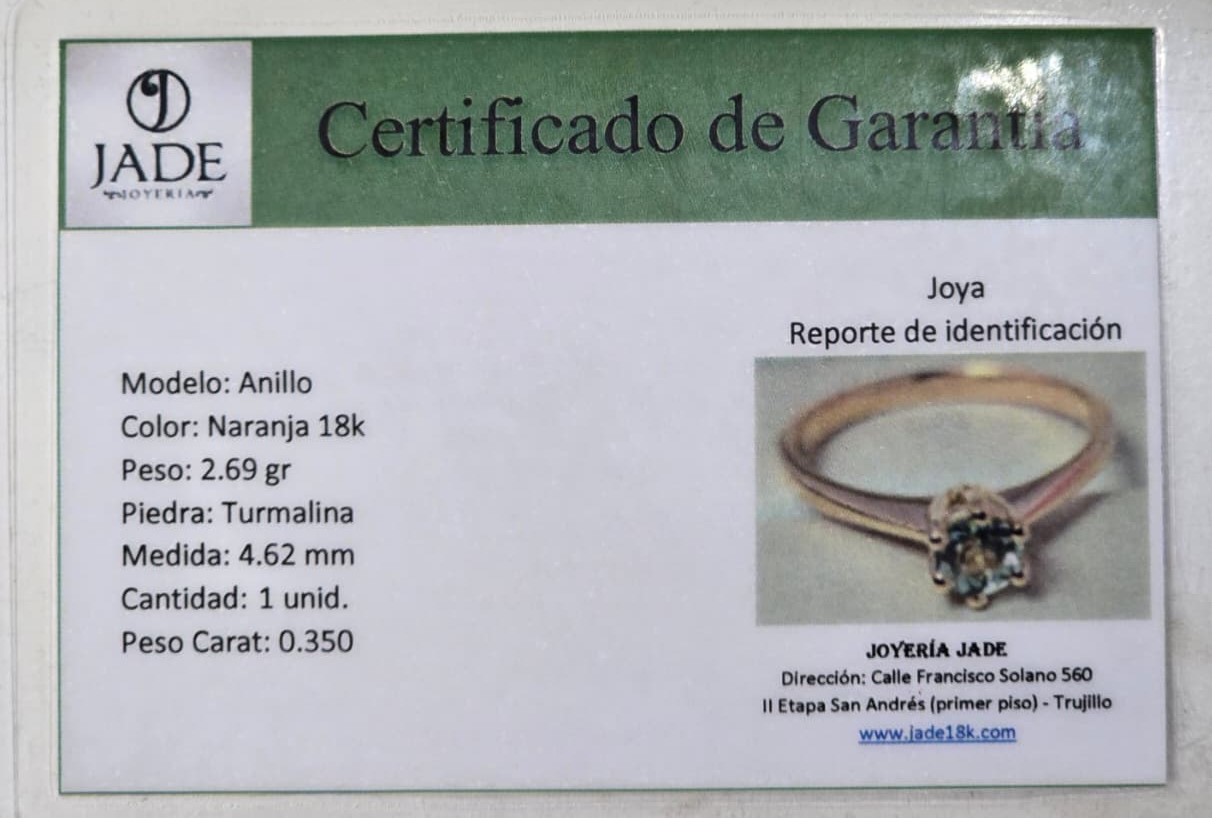 JADE
JOYERIA
Certificado de Garantía
Joya
Reporte de identificación
Modelo: Anillo
Color: Naranja 18k
Peso: 2.69 gr
Piedra: Turmalina
Medida: 4.62 mm
Cantidad: 1 unid.
Peso Carat: 0.350
JOYERÍA JADE
Dirección: Calle Francisco Solano 560
II Etapa San Andrés (primer piso) - Trujillo
www.jade18k.com